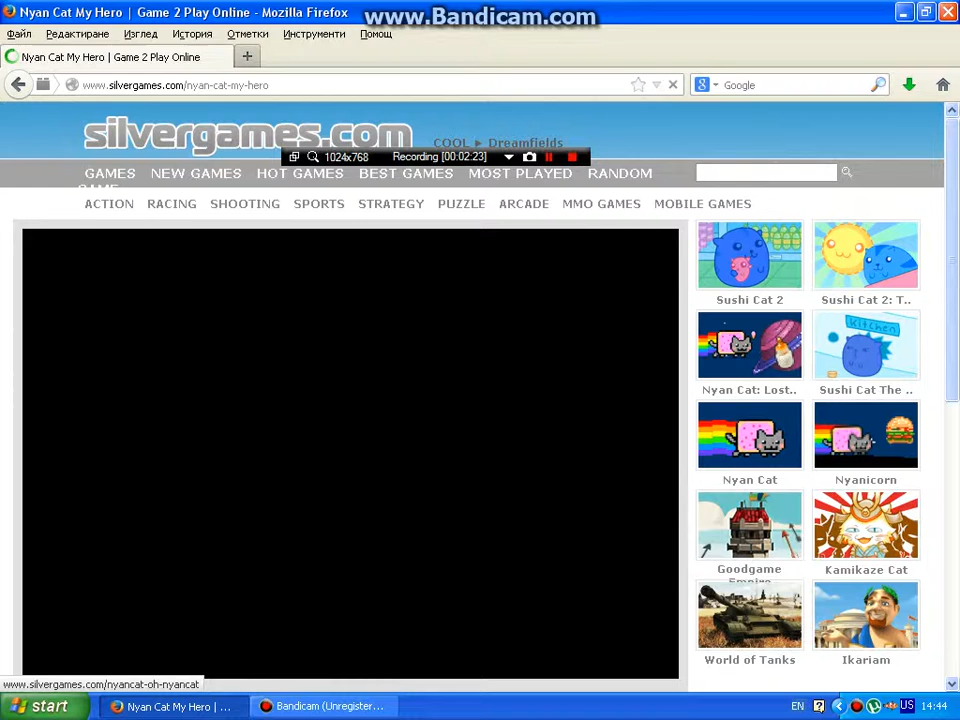 Nyan Cat My Hero | Game 2 Play Online - Mozilla Firefox
www.Bandicam.com
Файл Редактиране Изглед История Отметки Инструменти Помощ
Nyan Cat My Hero | Game 2 Play Online
www.silvergames.com/nyan-cat-my-hero
Google
silvergames.com
COOL ▸ Dreamfields
1024x768 Recording [00:02:23]
GAMES NEW GAMES HOT GAMES BEST GAMES MOST PLAYED RANDOM
GAME
ACTION RACING SHOOTING SPORTS STRATEGY PUZZLE ARCADE MMO GAMES MOBILE GAMES
Sushi Cat 2 Sushi Cat 2: T..
Kitchen
Nyan Cat: Lost.. Sushi Cat The ..
Nyan Cat Nyanicorn
Goodgame Empire Kamikaze Cat
World of Tanks Ikariam
www.silvergames.com/nyancat-oh-nyancat
start Nyan Cat My Hero | ... Bandicam (Unregister... EN US 14:44